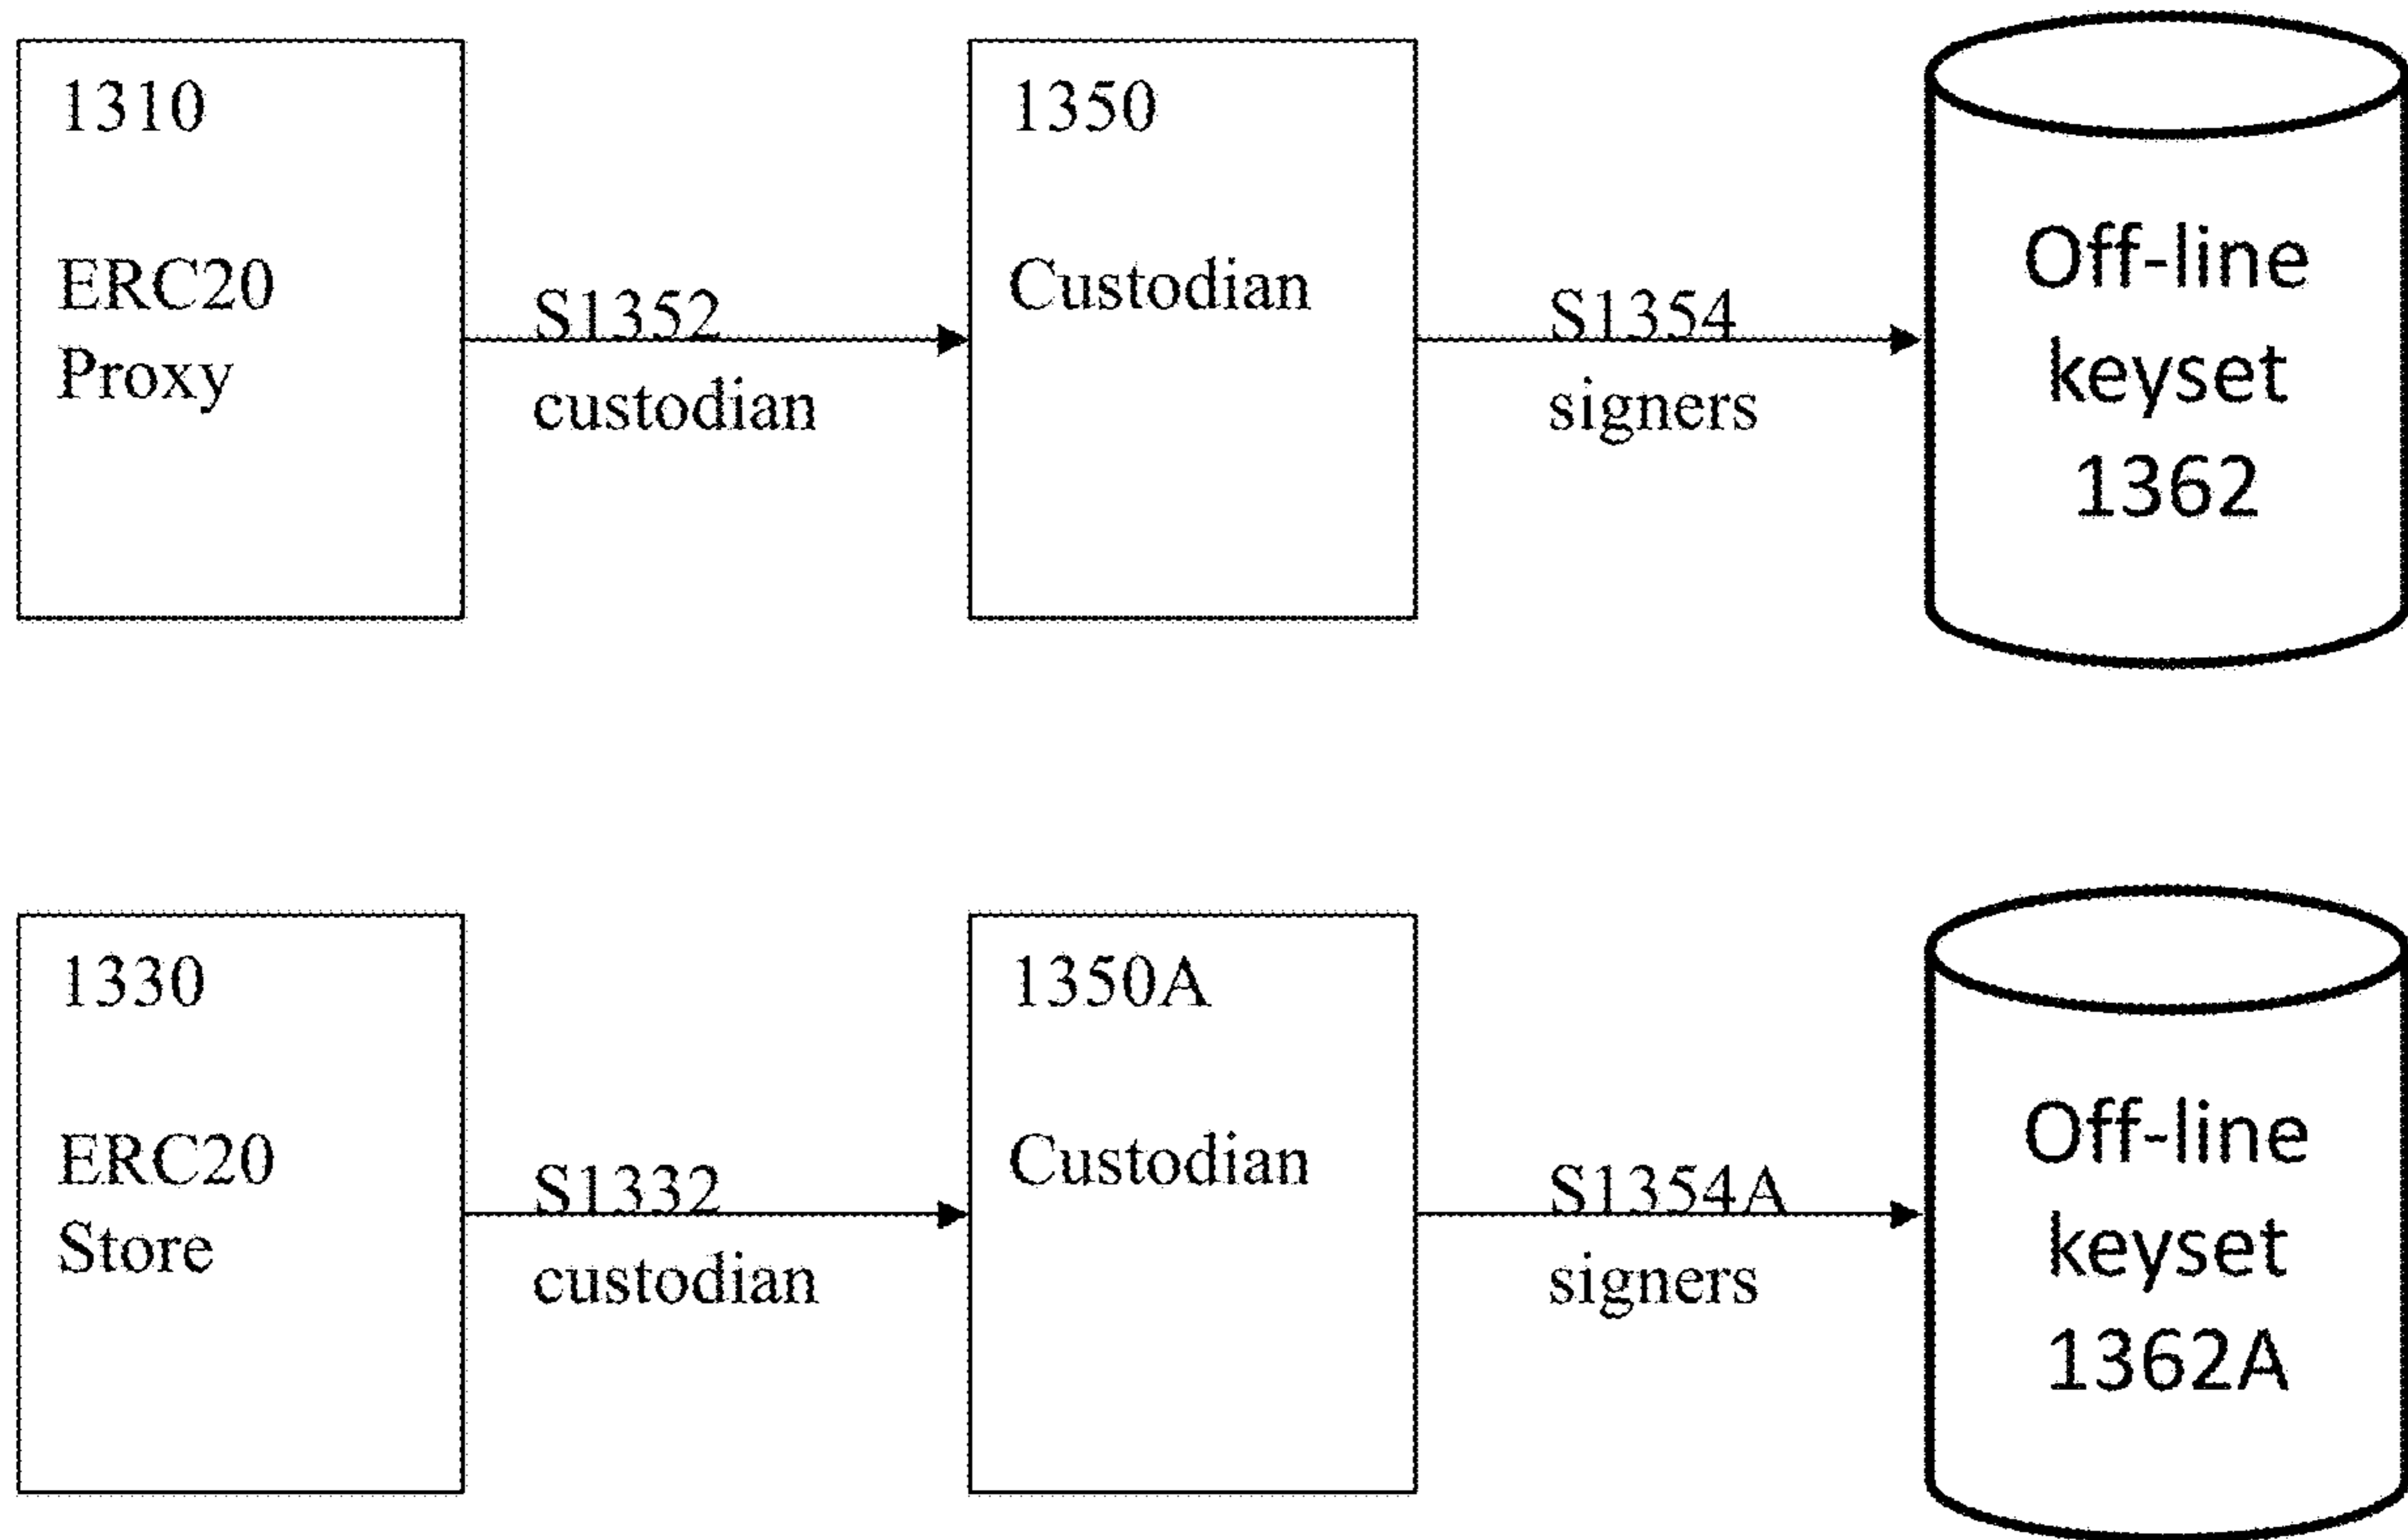 1310
ERC20
Proxy
S1352
custodian
1350
Custodian
S1354
signers
Off-line
keyset
1362
1330
ERC20
Store
S1332
custodian
1350A
Custodian
S1354A
signers
Off-line
keyset
1362A